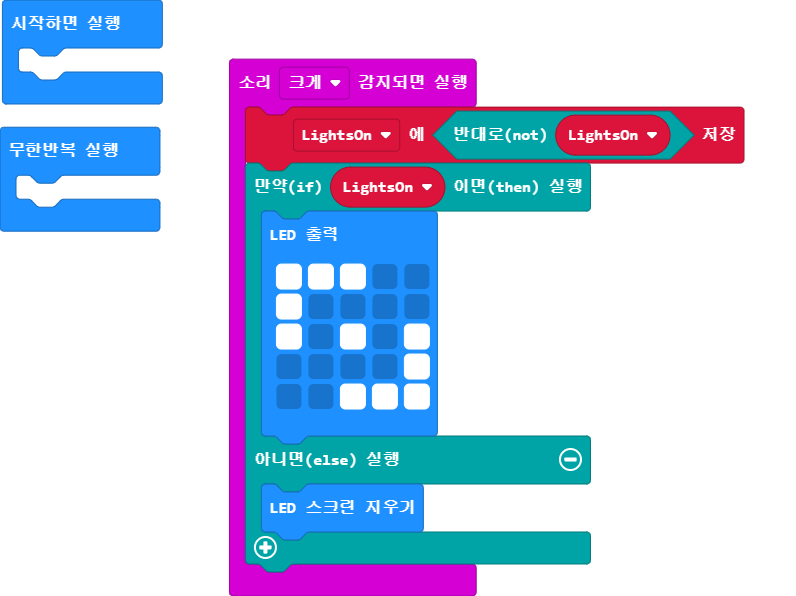 시작하면 실행
무한반복 실행
소리 크게 감지되면 실행
LightsOn 에 반대로(not) LightsOn 저장
만약(if) LightsOn 이면(then) 실행
LED 출력
아니면(else) 실행
LED 스크린 지우기